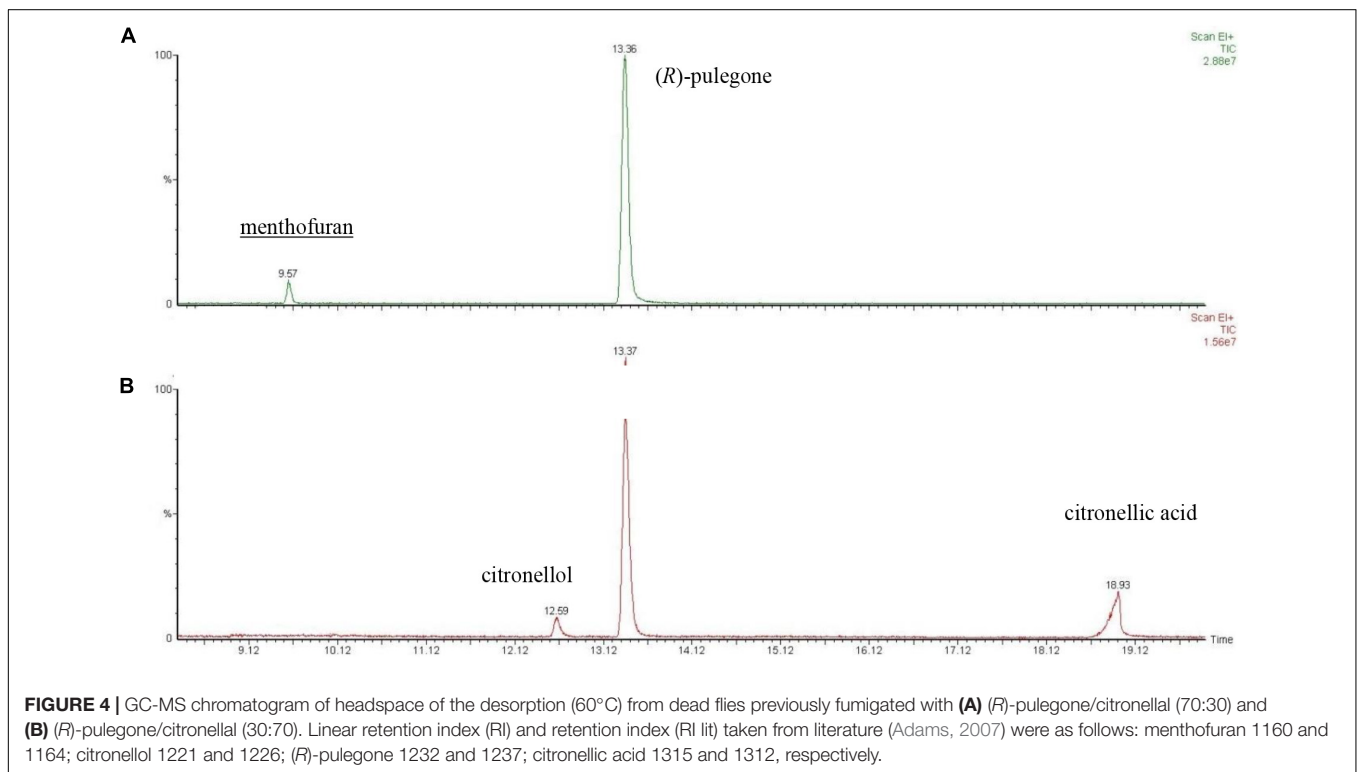 A
100
%
0
13.36
(R)-pulegone
menthofuran
9.57
Scan EI+
TIC
2.88e7
Scan EI+
TIC
1.56e7
B
100
%
0
13.37
citronellol
12.59
citronellic acid
18.93
Time
9.12 10.12 11.12 12.12 13.12 14.12 15.12 16.12 17.12 18.12 19.12
FIGURE 4 | GC-MS chromatogram of headspace of the desorption (60°C) from dead flies previously fumigated with (A) (R)-pulegone/citronellal (70:30) and
(B) (R)-pulegone/citronellal (30:70). Linear retention index (RI) and retention index (RI lit) taken from literature (Adams, 2007) were as follows: menthofuran 1160 and
1164; citronellol 1221 and 1226; (R)-pulegone 1232 and 1237; citronellic acid 1315 and 1312, respectively.